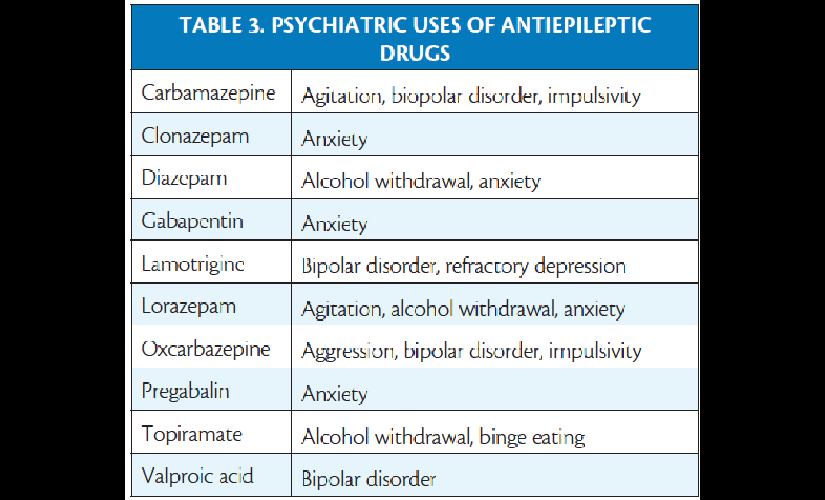 TABLE 3. PSYCHIATRIC USES OF ANTIEPILEPTIC
DRUGS
Carbamazepine Agitation, biopolar disorder, impulsivity
Clonazepam Anxiety
Diazepam Alcohol withdrawal, anxiety
Gabapentin Anxiety
Lamotrigine Bipolar disorder, refractory depression
Lorazepam Agitation, alcohol withdrawal, anxiety
Oxcarbazepine Aggression, bipolar disorder, impulsivity
Pregabalin Anxiety
Topiramate Alcohol withdrawal, binge eating
Valproic acid Bipolar disorder